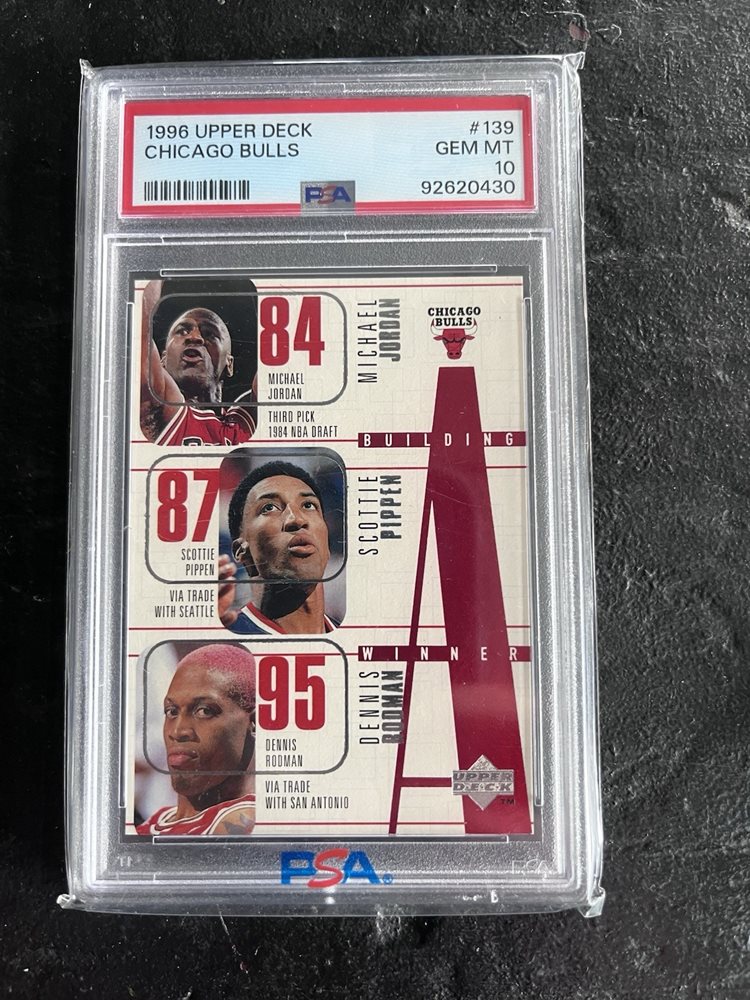 1996 UPPER DECK
#139
CHICAGO BULLS
GEM MT
10
PSA
92620430
84
MICHAEL
JORDAN
THIRD PICK
1984 NBA DRAFT
MICHAEL
JORDAN
CHICAGO
BULLS
BUILDING
87
SCOTTIE
PIPPEN
VIA TRADE
WITH SEATTLE
SCOTTIE
PIPPEN
A
WINNER
95
DENNIS
RODMAN
VIA TRADE
WITH SAN ANTONIO
DENNIS
RODMAN
UPPER
DECK
TM
PSA®